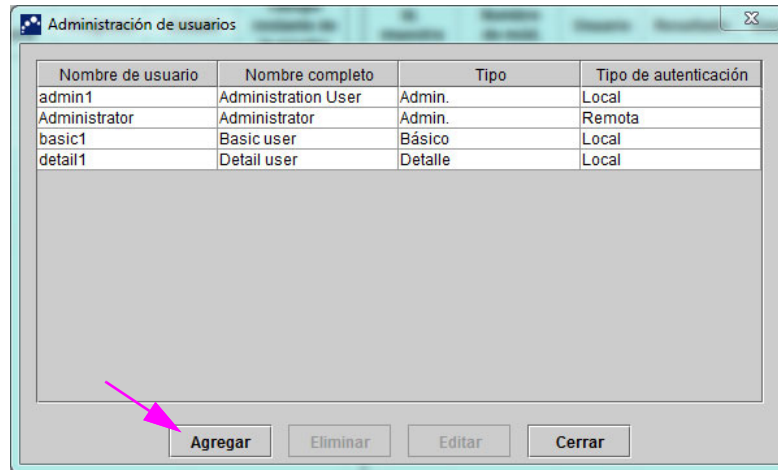 Administración de usuarios
Nombre de usuario Nombre completo Tipo Tipo de autenticación
admin1 Administration User Admin. Local
Administrator Administrator Admin. Remota
basic1 Basic user Básico Local
detail1 Detail user Detalle Local
Agregar Eliminar Editar Cerrar